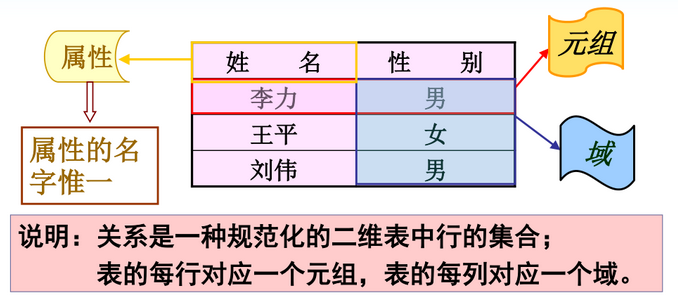 属性
姓 名 性 别
元组
李力 男
王平 女
刘伟 男
域
属性的名
字惟一
说明：关系是一种规范化的二维表中行的集合；
表的每行对应一个元组，表的每列对应一个域。